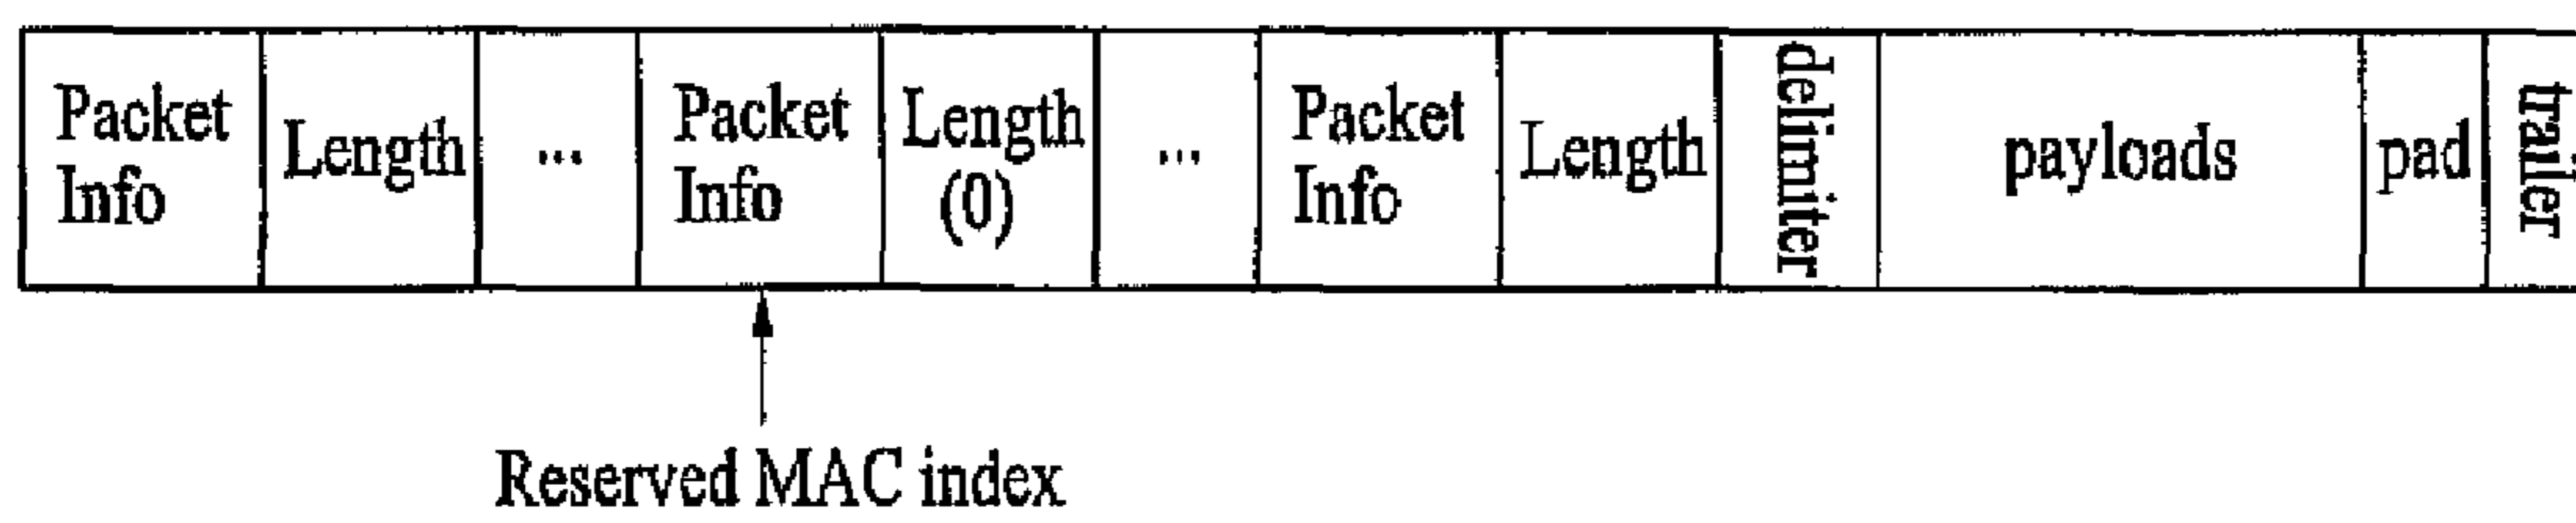 Packet
Info
Length
...
Packet
Info
Length
(0)
...
Packet
Info
Length
delimiter
payloads
pad
trailer
Reserved MAC index